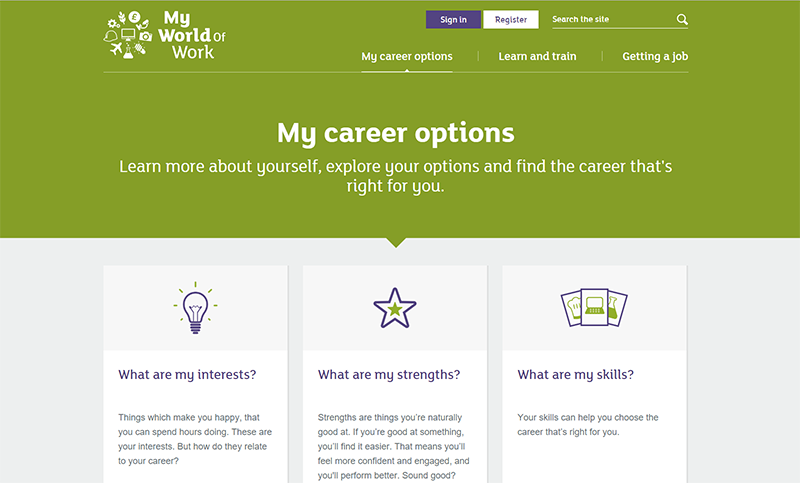 My
World Of
Work
Sign in
Register
Search the site
My career options
Learn and train
Getting a job
My career options
Learn more about yourself, explore your options and find the career that's
right for you.
What are my interests?
Things which make you happy, that
you can spend hours doing. These are
your interests. But how do they relate
to your career?
What are my strengths?
Strengths are things you're naturally
good at. If you're good at something,
you'll find it easier. That means you'll
feel more confident and engaged, and
you'll perform better. Sound good?
What are my skills?
Your skills can help you choose the
career that's right for you.